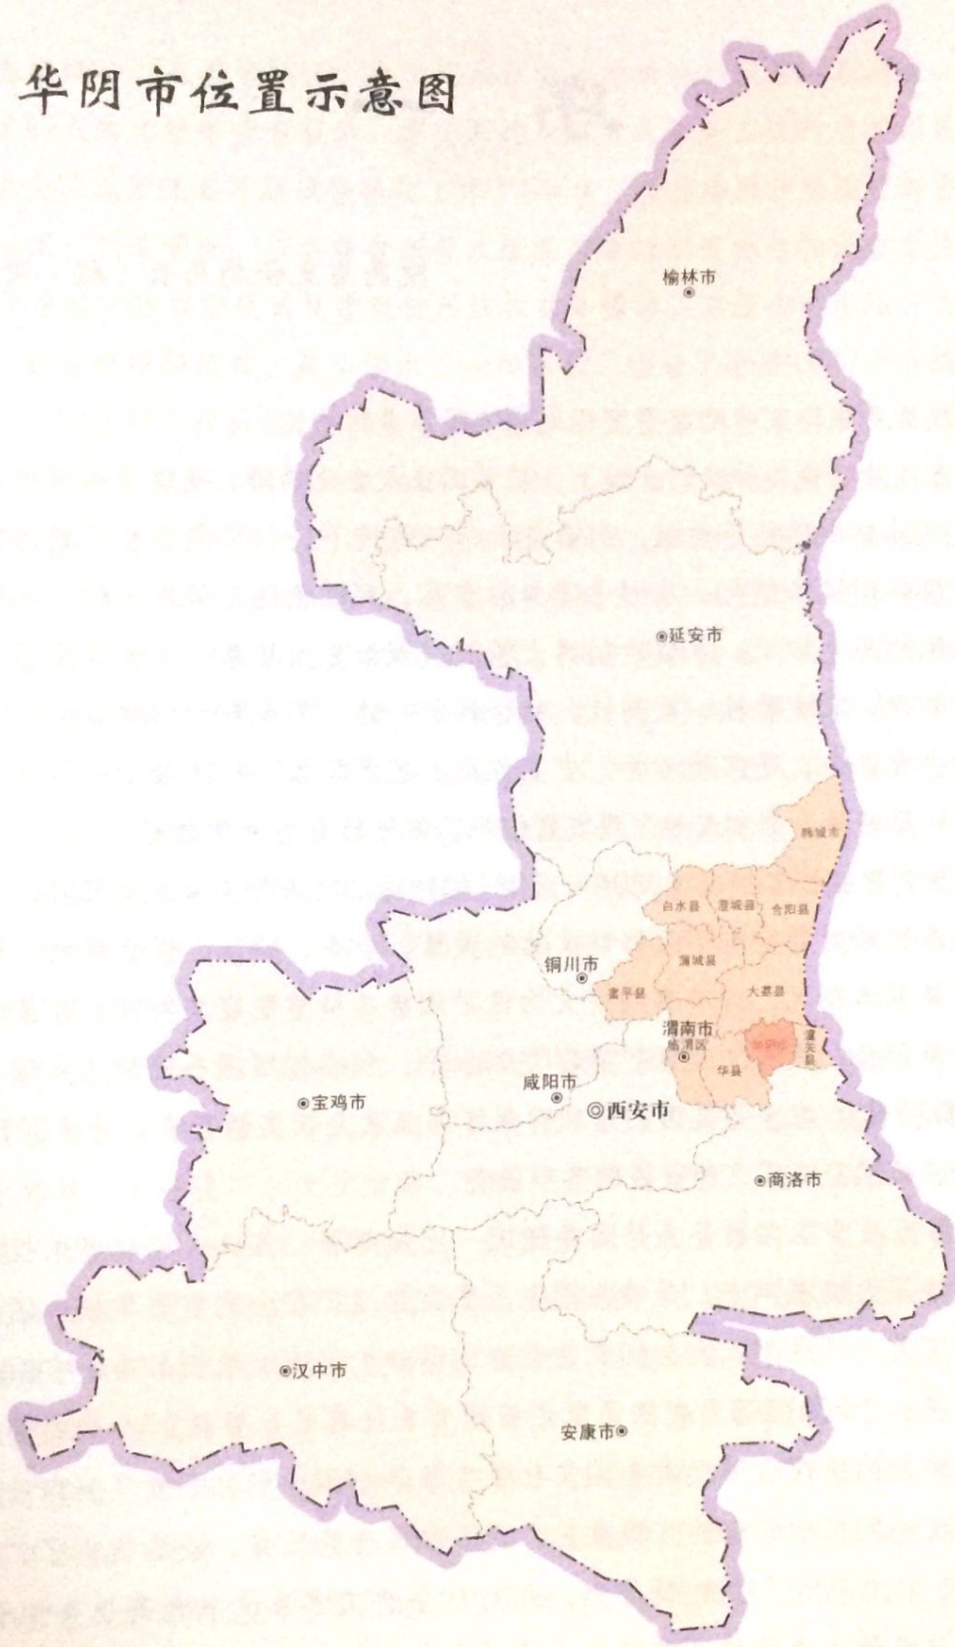 华阴市位置示意图
榆林市
延安市
韩城市
白水县
澄城县
合阳县
铜川市
蒲城县
富平县
大荔县
渭南市
临渭区
华阴市
潼关县
华县
咸阳市
宝鸡市
西安市
商洛市
汉中市
安康市